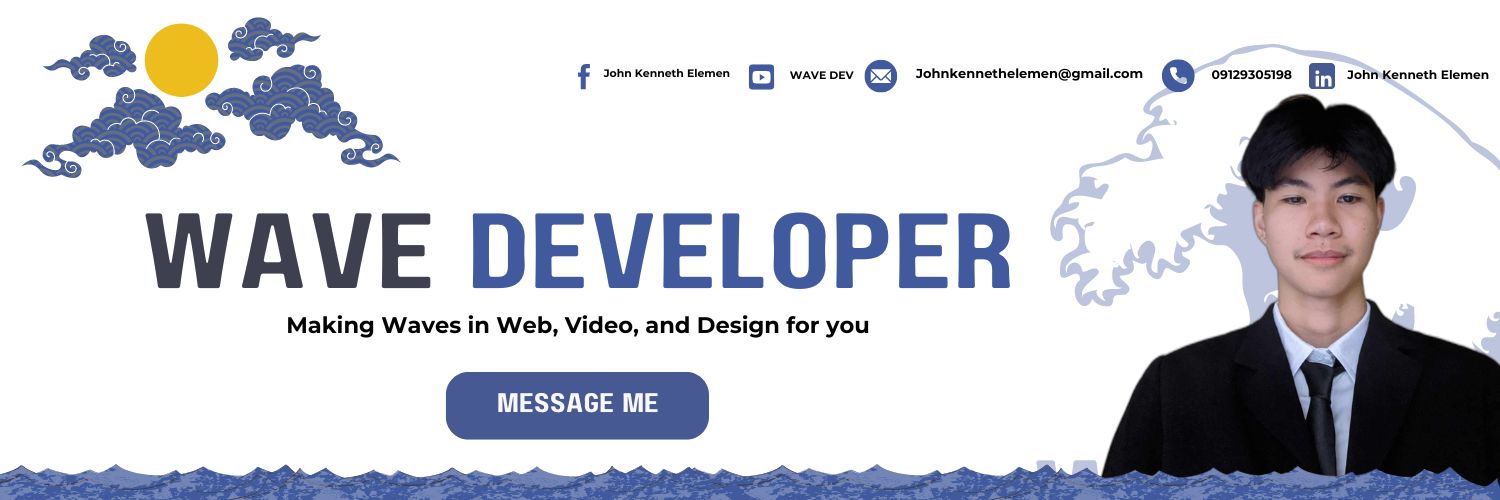 John Kenneth Elemen WAVE DEV Johnkennethelemen@gmail.com 09129305198 in John Kenneth Elemen
WAVE DEVELOPER
Making Waves in Web, Video, and Design for you
MESSAGE ME